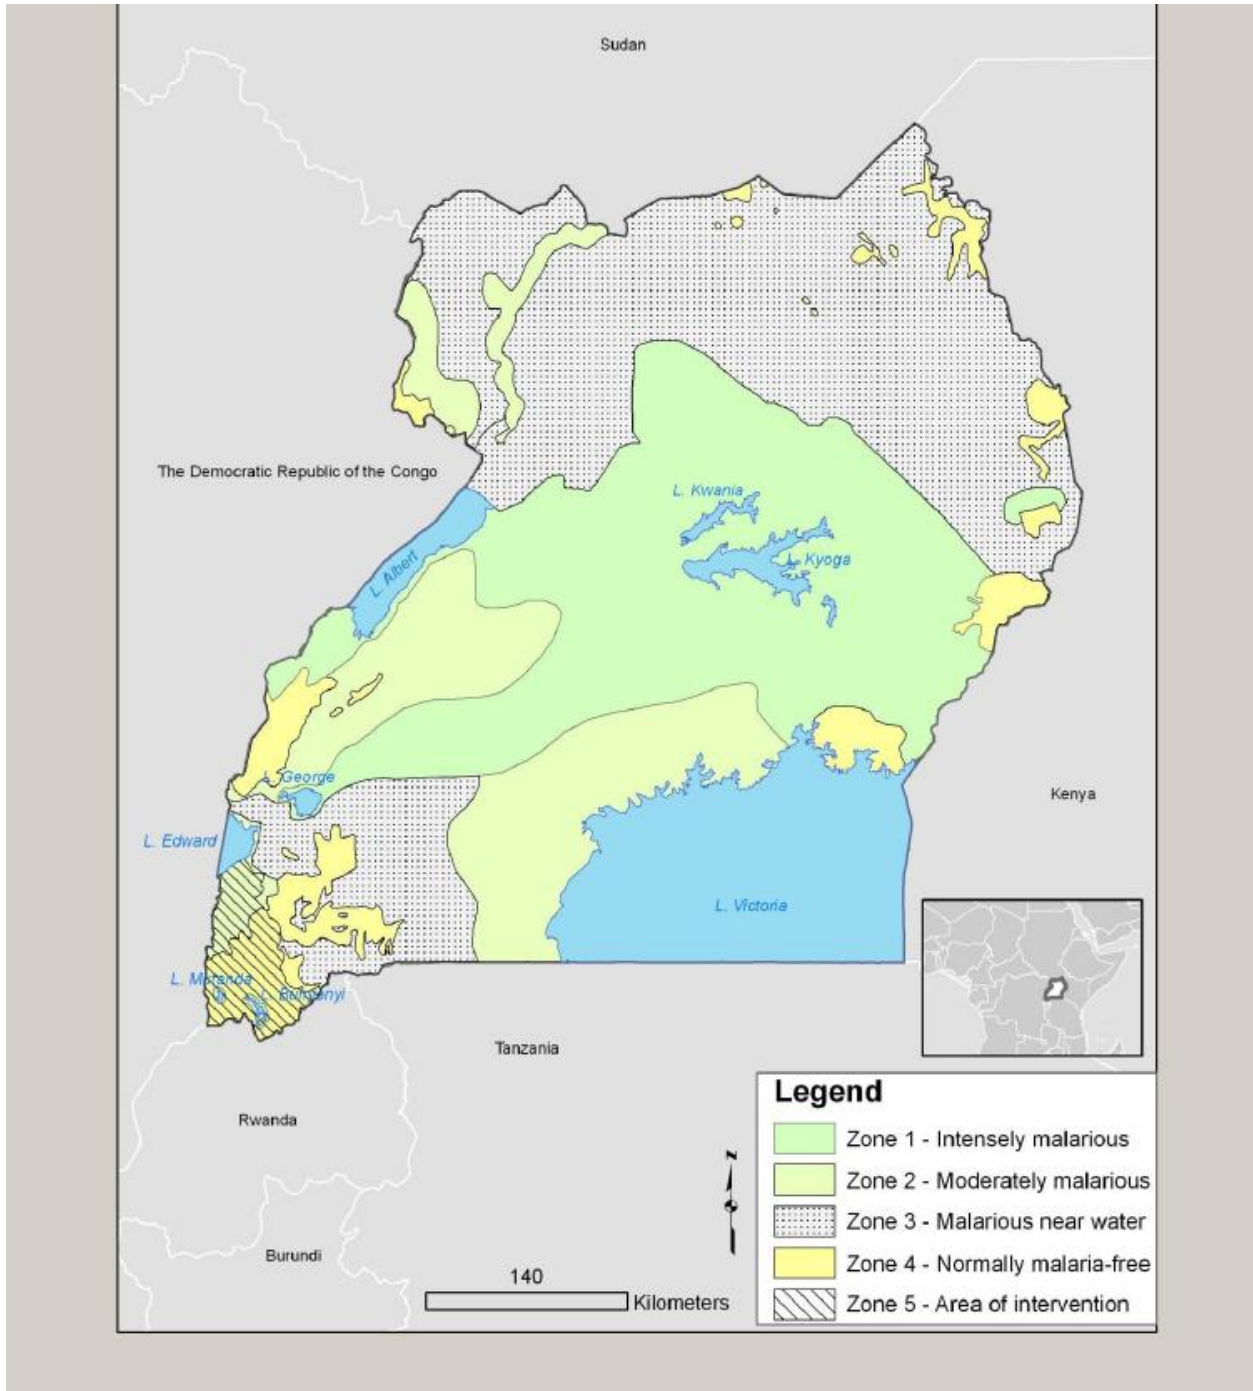 Sudan
The Democratic Republic of the Congo
L. Kwania
L. Kyoga
L. Albert
L. George
Kenya
L. Edward
L. Victoria
L. Mutanda
L. Bunyonyi
Tanzania
Rwanda
Burundi
N
140
Kilometers
Legend
Zone 1 - Intensely malarious
Zone 2 - Moderately malarious
Zone 3 - Malarious near water
Zone 4 - Normally malaria-free
Zone 5 - Area of intervention